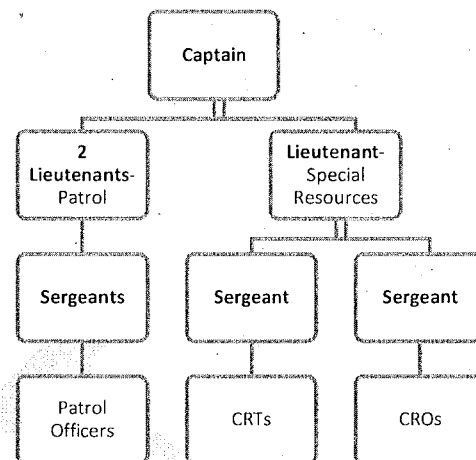 Captain
2
Lieutenants-
Patrol
Lieutenant-
Special
Resources
Sergeants
Sergeant
Sergeant
Patrol
Officers
CRTs
CROs